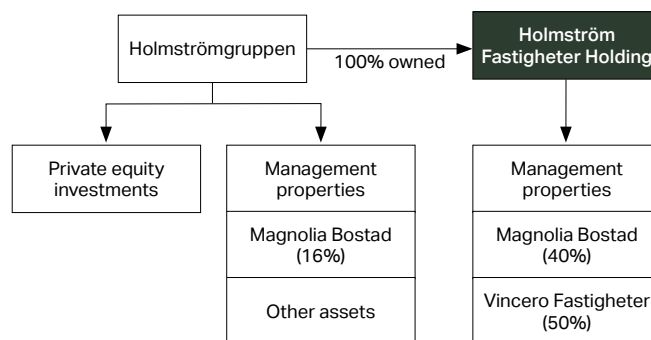 Holmströmgruppen
100% owned
Holmström
Fastigheter Holding
Private equity
investments
Management
properties
Magnolia Bostad
(16%)
Other assets
Management
properties
Magnolia Bostad
(40%)
Vincero Fastigheter
(50%)